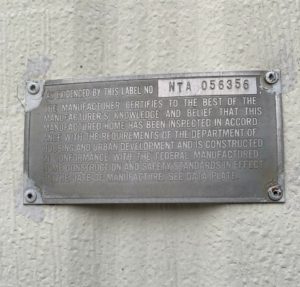 AS EVIDENCED BY THIS LABEL NO. NTA 056356
THE MANUFACTURER CERTIFIES TO THE BEST OF THE
MANUFACTURER'S KNOWLEDGE AND BELIEF THAT THIS
MANUFACTURED HOME HAS BEEN INSPECTED IN ACCORD-
ANCE WITH THE REQUIREMENTS OF THE DEPARTMENT OF
HOUSING AND URBAN DEVELOPMENT AND IS CONSTRUCTED
IN CONFORMANCE WITH THE FEDERAL MANUFACTURED
HOME CONSTRUCTION AND SAFETY STANDARDS IN EFFECT
ON THE DATE OF MANUFACTURE. SEE DATA PLATE.